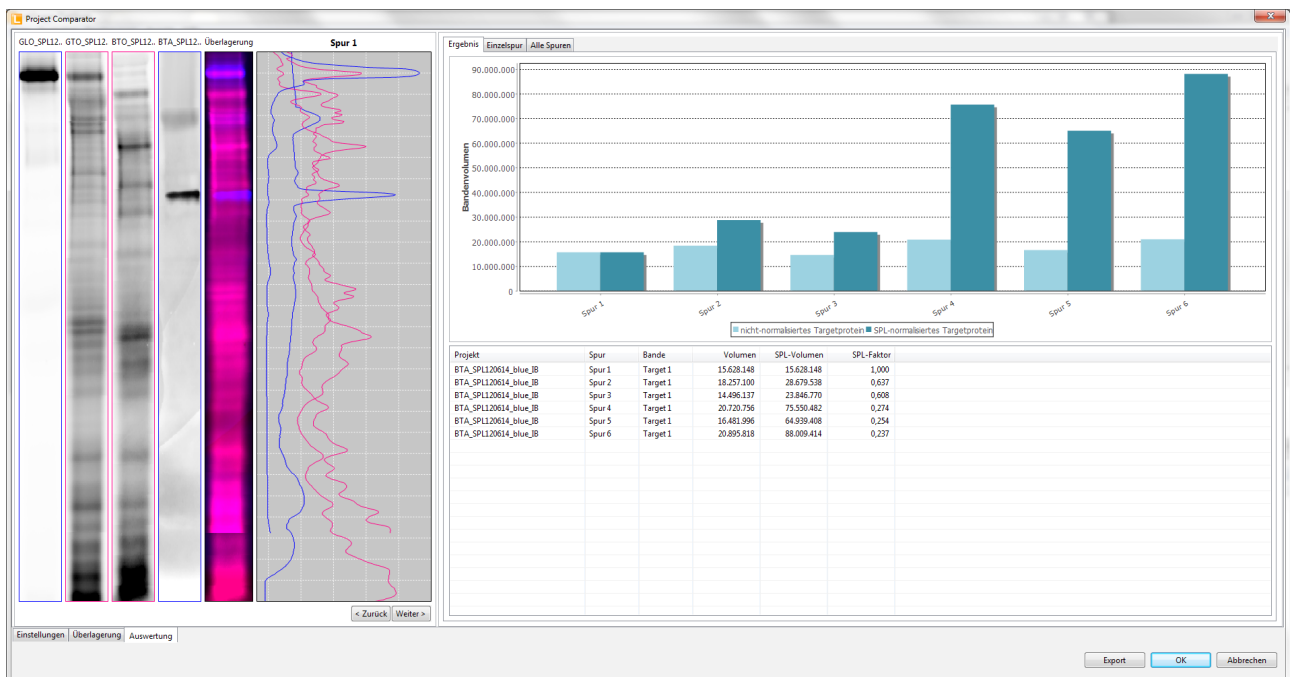 Project Comparator
GLO_SPL12.. GTO_SPL12. BTO_SPL12.. BTA_SPL12.. Überlagerung
Spur 1
< Zurück Weiter >
Ergebnis Einzelspur Alle Spuren
Bandenvolumen
90.000.000
80.000.000
70.000.000
60.000.000
50.000.000
40.000.000
30.000.000
20.000.000
10.000.000
0
Spur 1 Spur 2 Spur 3 Spur 4 Spur 5 Spur 6
nicht-normalisiertes Targetprotein SPL-normalisiertes Targetprotein
Projekt Spur Bande Volumen SPL-Volumen SPL-Faktor
BTA_SPL120614_blue_IB Spur 1 Target 1 15.628.148 15.628.148 1,000
BTA_SPL120614_blue_IB Spur 2 Target 1 18.257.100 28.679.538 0,637
BTA_SPL120614_blue_IB Spur 3 Target 1 14.496.137 23.846.770 0,608
BTA_SPL120614_blue_IB Spur 4 Target 1 20.720.756 75.550.482 0,274
BTA_SPL120614_blue_IB Spur 5 Target 1 16.481.996 64.939.408 0,254
BTA_SPL120614_blue_IB Spur 6 Target 1 20.895.818 88.009.414 0,237
Einstellungen Überlagerung Auswertung
Export OK Abbrechen